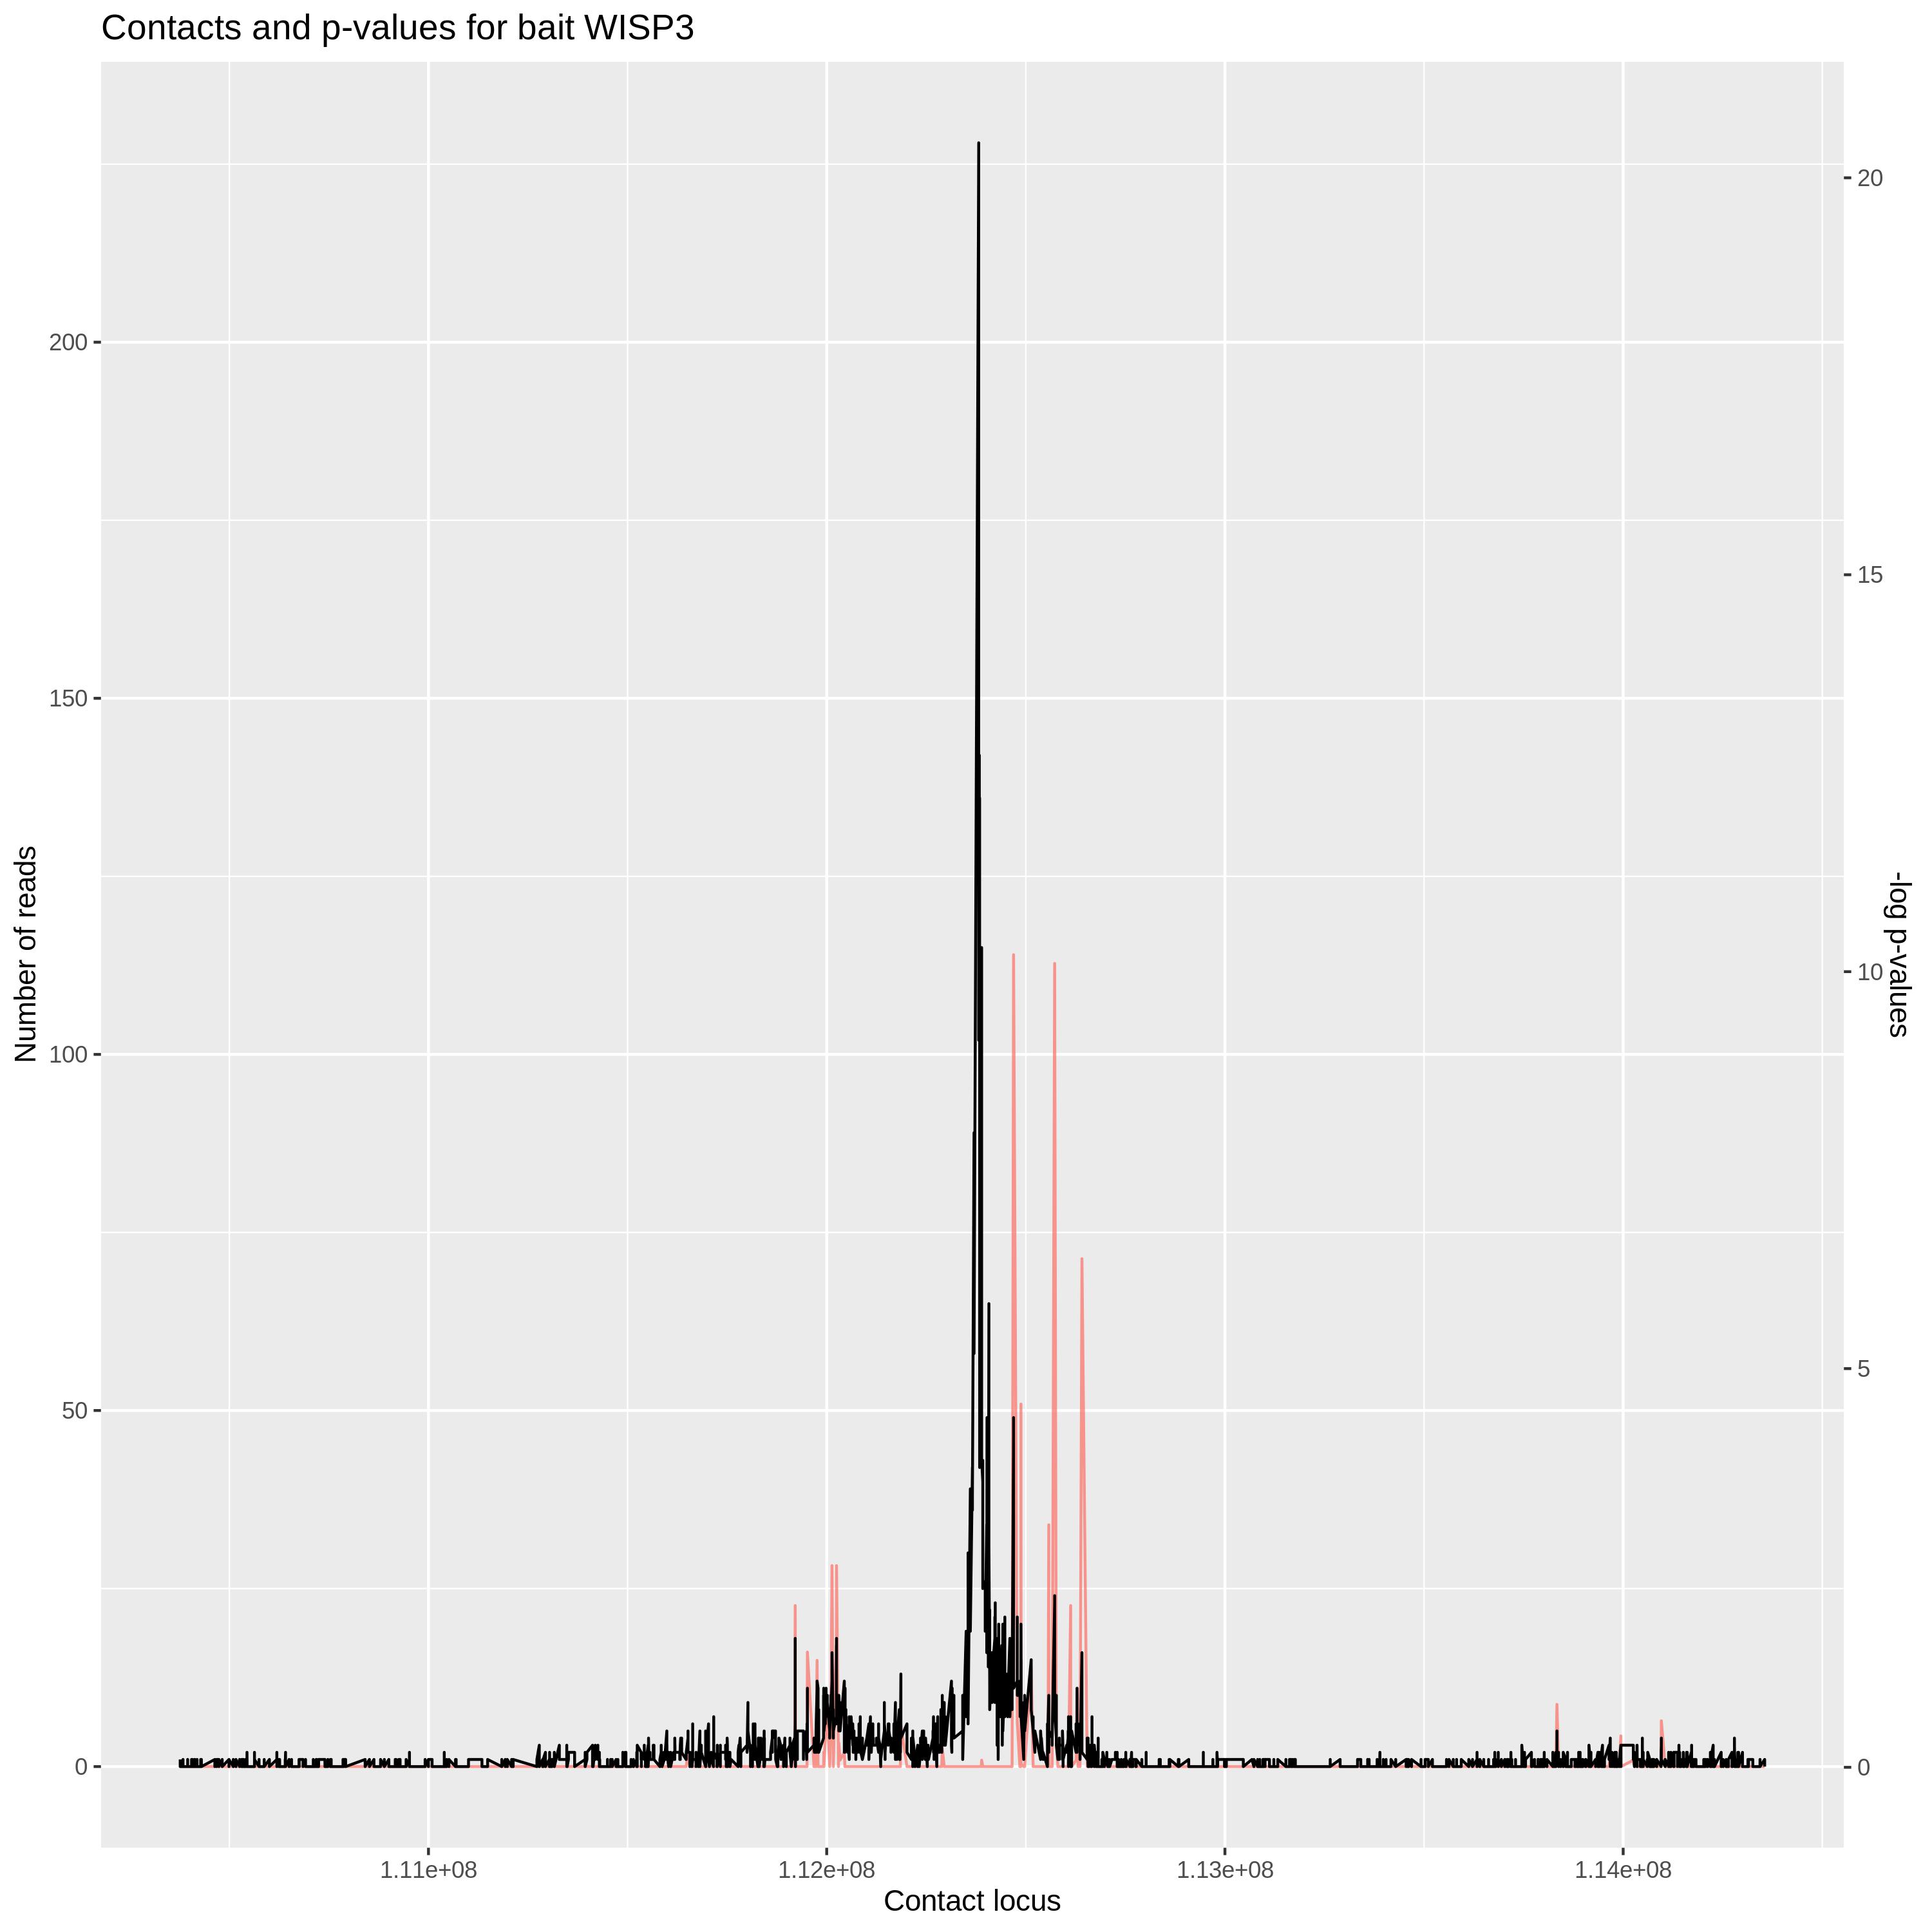 Contacts and p-values for bait WISP3
Number of reads
200
150
100
50
0
20
15
10
5
0
-log p-values
1.11e+08
1.12e+08
1.13e+08
1.14e+08
Contact locus